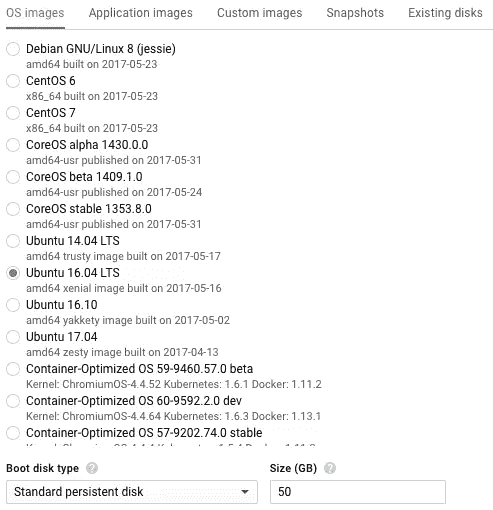 OS images Application images Custom images Snapshots Existing disks
Debian GNU/Linux 8 (jessie)
amd64 built on 2017-05-23
CentOS 6
x86_64 built on 2017-05-23
CentOS 7
x86_64 built on 2017-05-23
CoreOS alpha 1430.0.0
amd64-usr published on 2017-05-31
CoreOS beta 1409.1.0
amd64-usr published on 2017-05-24
CoreOS stable 1353.8.0
amd64-usr published on 2017-05-31
Ubuntu 14.04 LTS
amd64 trusty image built on 2017-05-17
Ubuntu 16.04 LTS
amd64 xenial image built on 2017-05-16
Ubuntu 16.10
amd64 yakkety image built on 2017-05-02
Ubuntu 17.04
amd64 zesty image built on 2017-04-13
Container-Optimized OS 59-9460.57.0 beta
Kernel: ChromiumOS-4.4.52 Kubernetes: 1.6.1 Docker: 1.11.2
Container-Optimized OS 60-9592.2.0 dev
Kernel: ChromiumOS-4.4.64 Kubernetes: 1.6.3 Docker: 1.13.1
Container-Optimized OS 57-9202.74.0 stable
Boot disk type ? Size (GB) ?
Standard persistent disk 50